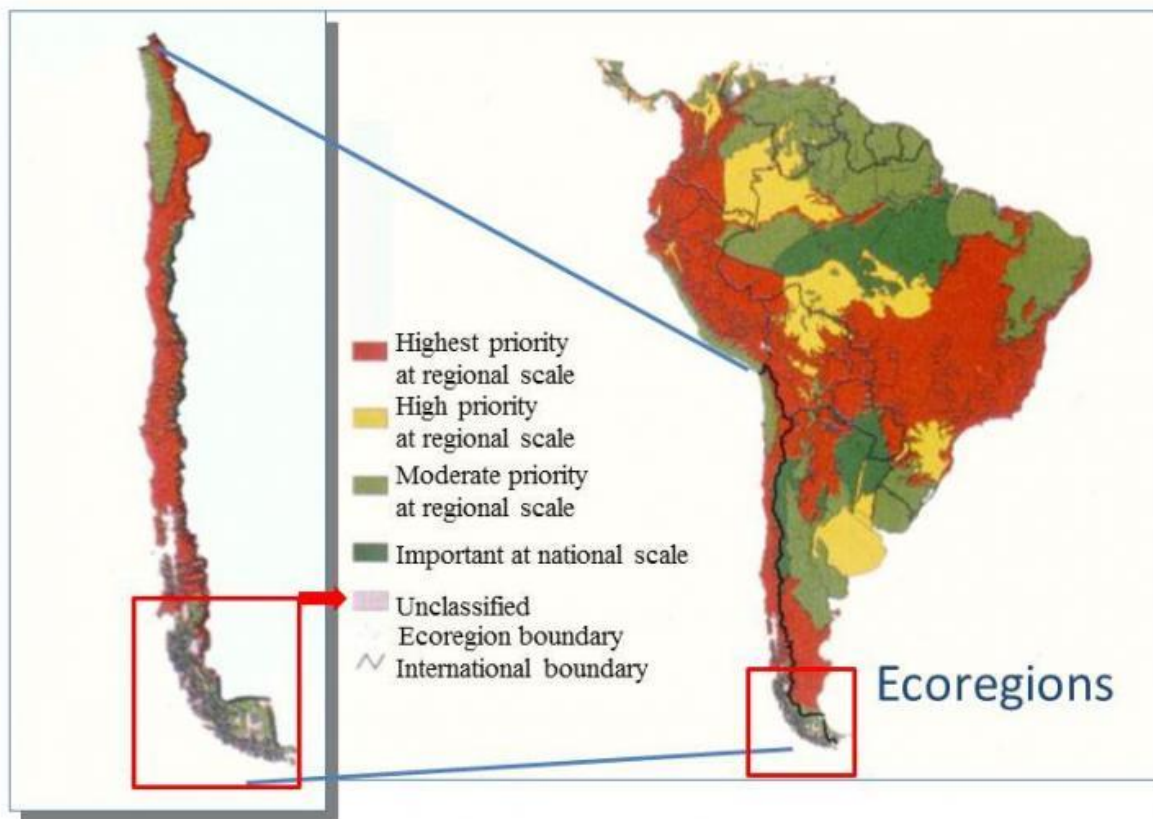 Highest priority
at regional scale
High priority
at regional scale
Moderate priority
at regional scale
Important at national scale
Unclassified
Ecoregion boundary
International boundary
Ecoregions